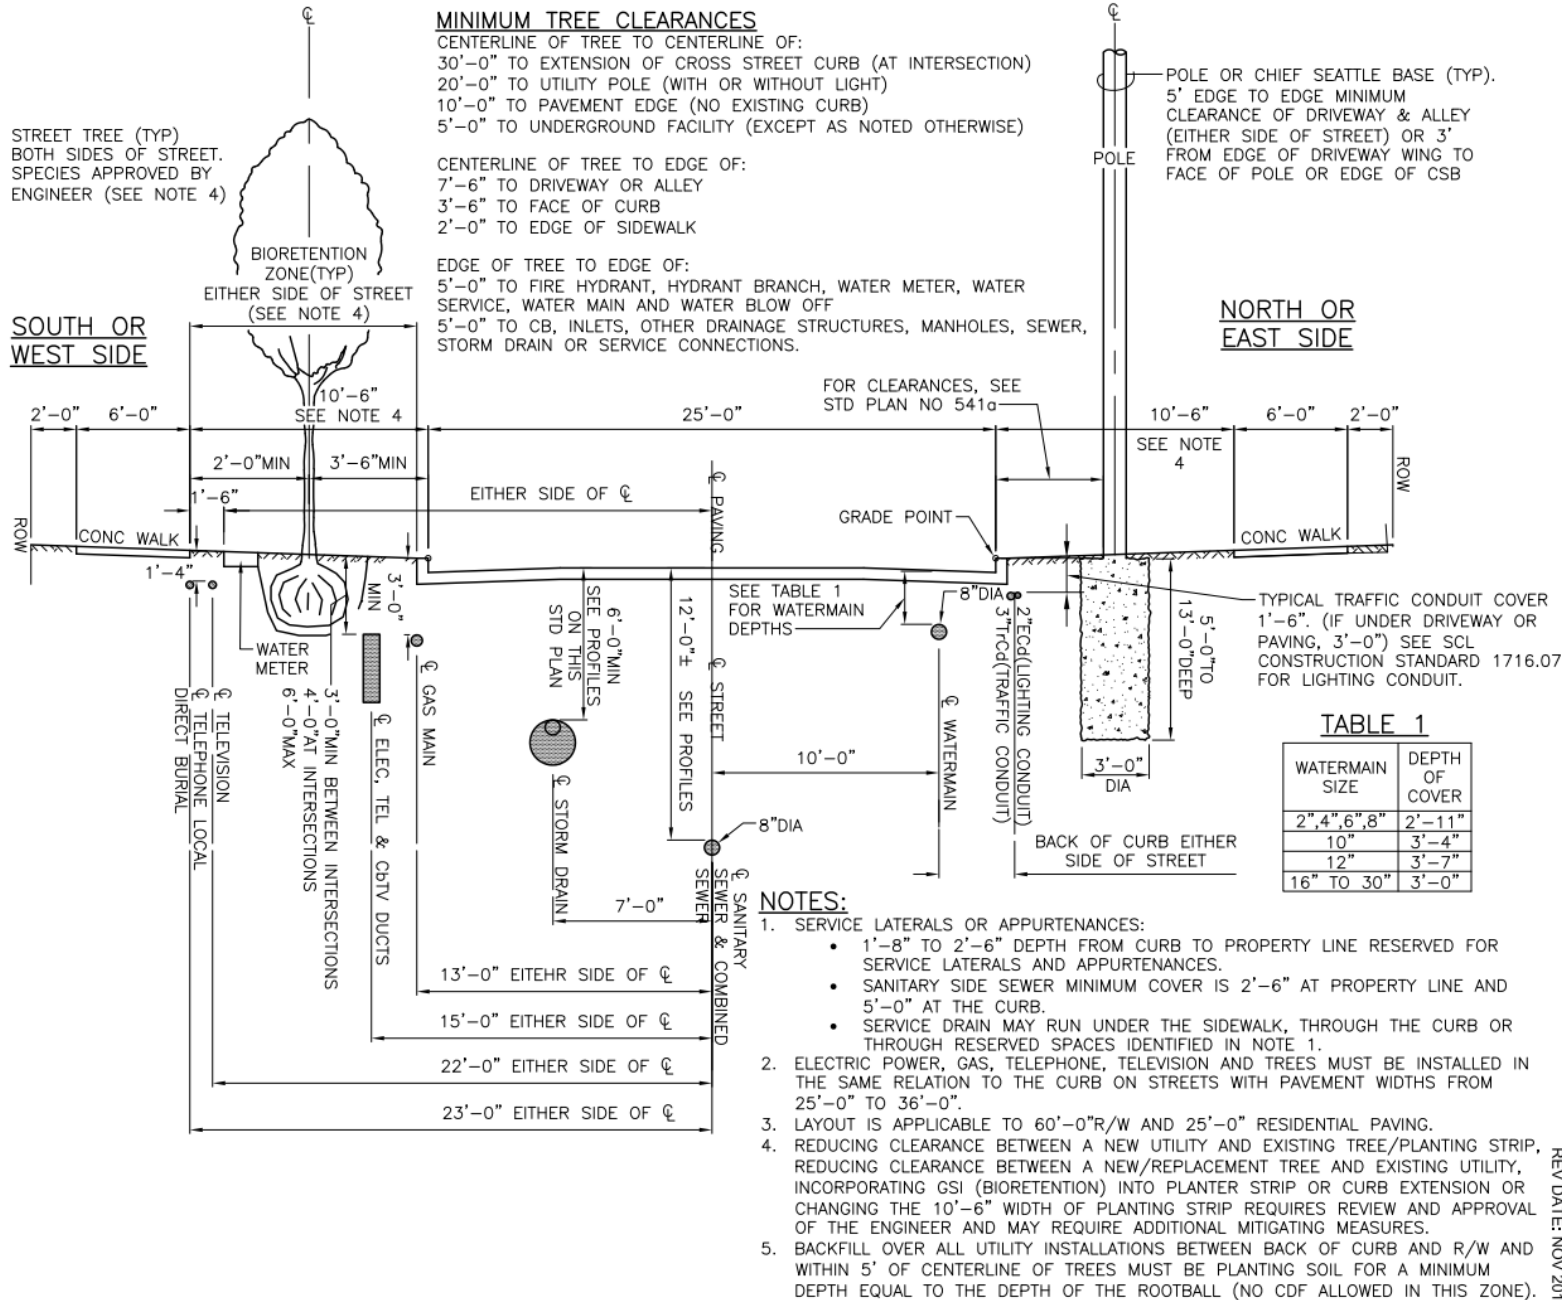 ℄
℄
MINIMUM TREE CLEARANCES
CENTERLINE OF TREE TO CENTERLINE OF:
30'-0" TO EXTENSION OF CROSS STREET CURB (AT INTERSECTION)
20'-0" TO UTILITY POLE (WITH OR WITHOUT LIGHT)
10'-0" TO PAVEMENT EDGE (NO EXISTING CURB)
5'-0" TO UNDERGROUND FACILITY (EXCEPT AS NOTED OTHERWISE)
CENTERLINE OF TREE TO EDGE OF:
7'-6" TO DRIVEWAY OR ALLEY
3'-6" TO FACE OF CURB
2'-0" TO EDGE OF SIDEWALK
EDGE OF TREE TO EDGE OF:
5'-0" TO FIRE HYDRANT, HYDRANT BRANCH, WATER METER, WATER
SERVICE, WATER MAIN AND WATER BLOW OFF
5'-0" TO CB, INLETS, OTHER DRAINAGE STRUCTURES, MANHOLES, SEWER,
STORM DRAIN OR SERVICE CONNECTIONS.
STREET TREE (TYP)
BOTH SIDES OF STREET.
SPECIES APPROVED BY
ENGINEER (SEE NOTE 4)
BIORETENTION
ZONE(TYP)
EITHER SIDE OF STREET
(SEE NOTE 4)
SOUTH OR
WEST SIDE
POLE OR CHIEF SEATTLE BASE (TYP).
5' EDGE TO EDGE MINIMUM
CLEARANCE OF DRIVEWAY & ALLEY
(EITHER SIDE OF STREET) OR 3'
FROM EDGE OF DRIVEWAY WING TO
FACE OF POLE OR EDGE OF CSB
POLE
NORTH OR
EAST SIDE
FOR CLEARANCES, SEE
STD PLAN NO 541a
2'-0"
6'-0"
10'-6"
SEE NOTE 4
25'-0"
10'-6"
SEE NOTE
4
6'-0"
2'-0"
2'-0"MIN
3'-6"MIN
1'-6"
EITHER SIDE OF ℄
℄ PAVING
GRADE POINT
ROW
ROW
CONC WALK
CONC WALK
1'-4"
MIN
3'-0"
WATER
METER
6'-0"MIN
SEE PROFILES
ON THIS
STD PLAN
12'-0"± SEE PROFILES
℄ STREET
SEE TABLE 1
FOR WATERMAIN
DEPTHS
8"DIA
2"ECd(LIGHTING CONDUIT)
3"TrCd(TRAFFIC CONDUIT)
5'-0"TO
13'-0"DEEP
3'-0"
DIA
TYPICAL TRAFFIC CONDUIT COVER
1'-6". (IF UNDER DRIVEWAY OR
PAVING, 3'-0") SEE SCL
CONSTRUCTION STANDARD 1716.07
FOR LIGHTING CONDUIT.
℄ TELEVISION
℄ TELEPHONE LOCAL
DIRECT BURIAL
3'-0"MIN BETWEEN INTERSECTIONS
4'-0"AT INTERSECTIONS
6'-0"MAX
℄ ELEC, TEL & CbTV DUCTS
℄ GAS MAIN
℄ STORM DRAIN
℄ WATERMAIN
10'-0"
8"DIA
℄ SANITARY
SEWER & COMBINED
SEWER
7'-0"
BACK OF CURB EITHER
SIDE OF STREET
13'-0" EITEHR SIDE OF ℄
15'-0" EITHER SIDE OF ℄
22'-0" EITHER SIDE OF ℄
23'-0" EITHER SIDE OF ℄
TABLE 1
WATERMAIN SIZE DEPTH OF COVER
2",4",6",8" 2'-11"
10" 3'-4"
12" 3'-7"
16" TO 30" 3'-0"
NOTES:
1. SERVICE LATERALS OR APPURTENANCES:
• 1'-8" TO 2'-6" DEPTH FROM CURB TO PROPERTY LINE RESERVED FOR
SERVICE LATERALS AND APPURTENANCES.
• SANITARY SIDE SEWER MINIMUM COVER IS 2'-6" AT PROPERTY LINE AND
5'-0" AT THE CURB.
• SERVICE DRAIN MAY RUN UNDER THE SIDEWALK, THROUGH THE CURB OR
THROUGH RESERVED SPACES IDENTIFIED IN NOTE 1.
2. ELECTRIC POWER, GAS, TELEPHONE, TELEVISION AND TREES MUST BE INSTALLED IN
THE SAME RELATION TO THE CURB ON STREETS WITH PAVEMENT WIDTHS FROM
25'-0" TO 36'-0".
3. LAYOUT IS APPLICABLE TO 60'-0"R/W AND 25'-0" RESIDENTIAL PAVING.
4. REDUCING CLEARANCE BETWEEN A NEW UTILITY AND EXISTING TREE/PLANTING STRIP,
REDUCING CLEARANCE BETWEEN A NEW/REPLACEMENT TREE AND EXISTING UTILITY,
INCORPORATING GSI (BIORETENTION) INTO PLANTER STRIP OR CURB EXTENSION OR
CHANGING THE 10'-6" WIDTH OF PLANTING STRIP REQUIRES REVIEW AND APPROVAL
OF THE ENGINEER AND MAY REQUIRE ADDITIONAL MITIGATING MEASURES.
5. BACKFILL OVER ALL UTILITY INSTALLATIONS BETWEEN BACK OF CURB AND R/W AND
WITHIN 5' OF CENTERLINE OF TREES MUST BE PLANTING SOIL FOR A MINIMUM
DEPTH EQUAL TO THE DEPTH OF THE ROOTBALL (NO CDF ALLOWED IN THIS ZONE).
REV DATE: NOV 201